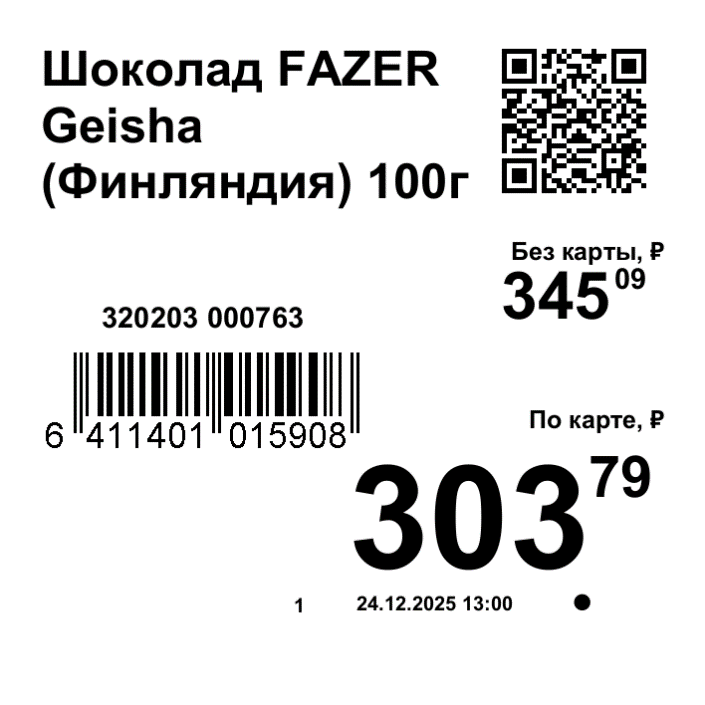 Шоколад FAZER
Geisha
(Финляндия) 100г
Без карты, ₽
345 09
320203 000763
6 411401 015908
По карте, ₽
303 79
1 24.12.2025 13:00